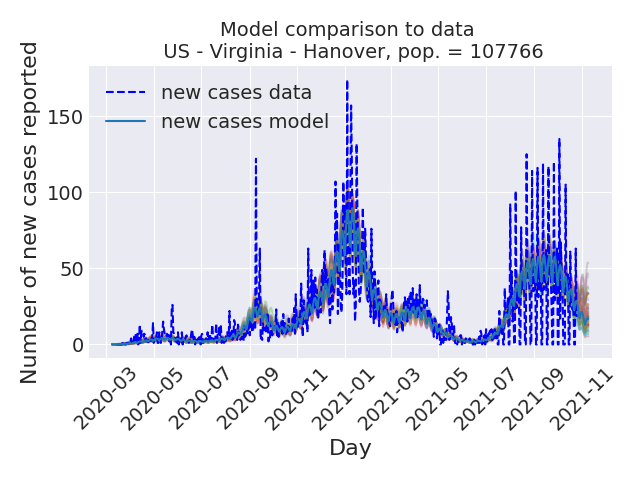 Model comparison to data
US - Virginia - Hanover, pop. = 107766
Number of new cases reported
new cases data
new cases model
150
100
50
0
2020-03
2020-05
2020-07
2020-09
2020-11
2021-01
2021-03
2021-05
2021-07
2021-09
2021-11
Day